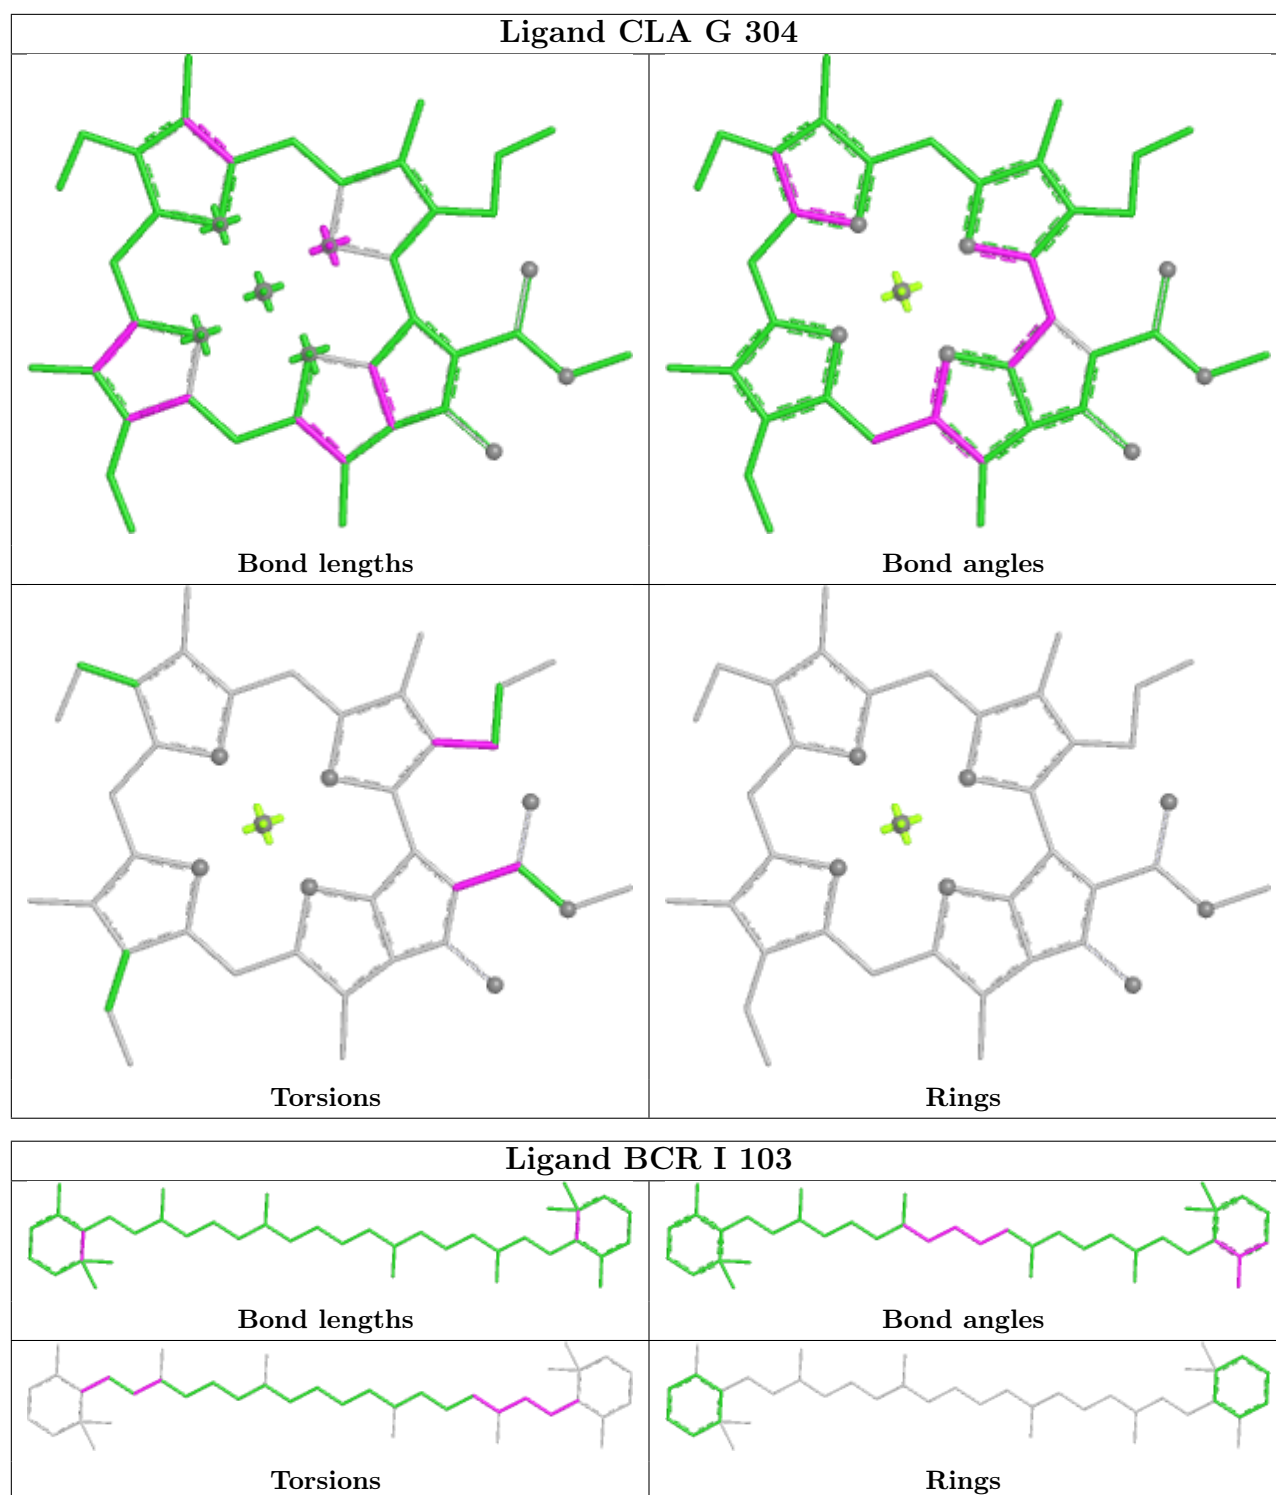 Ligand CLA G 304
Bond lengths
Bond angles
Torsions
Rings
Ligand BCR I 103
Bond lengths
Bond angles
Torsions
Rings